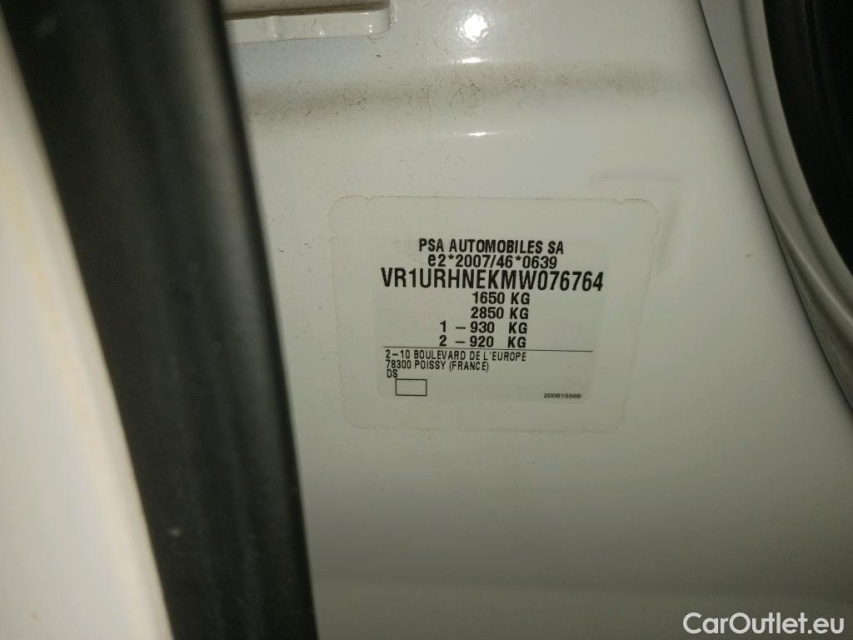 PSA AUTOMOBILES SA
e2*2007/46*0639
VR1URHNEKMW076764
1650 KG
2850 KG
1 – 930 KG
2 – 920 KG
2–10 BOULEVARD DE L'EUROPE
78300 POISSY (FRANCE)
DS
200615568
CarOutlet.eu